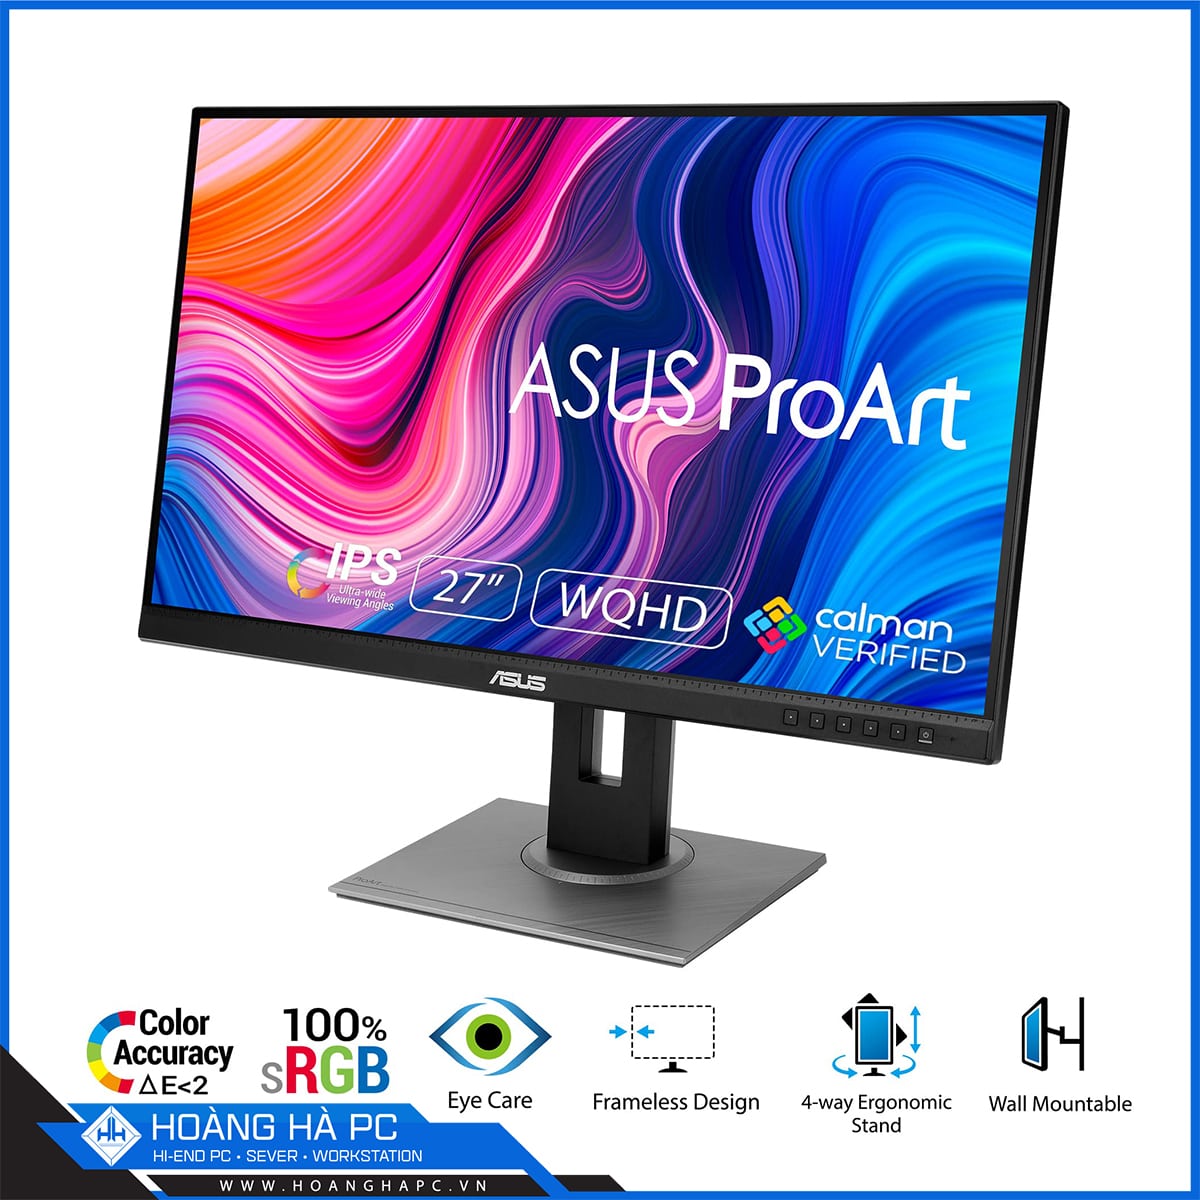 ASUS ProArt
IPS
Ultra-wide
Viewing Angles
27"
WQHD
calman
VERIFIED
ASUS
ProArt
Color
Accuracy
ΔE<2
100%
sRGB
Eye Care
Frameless Design
4-way Ergonomic
Stand
Wall Mountable
HH
HOÀNG HÀ PC
HI-END PC • SEVER • WORKSTATION
WWW.HOANGHAPC.VN